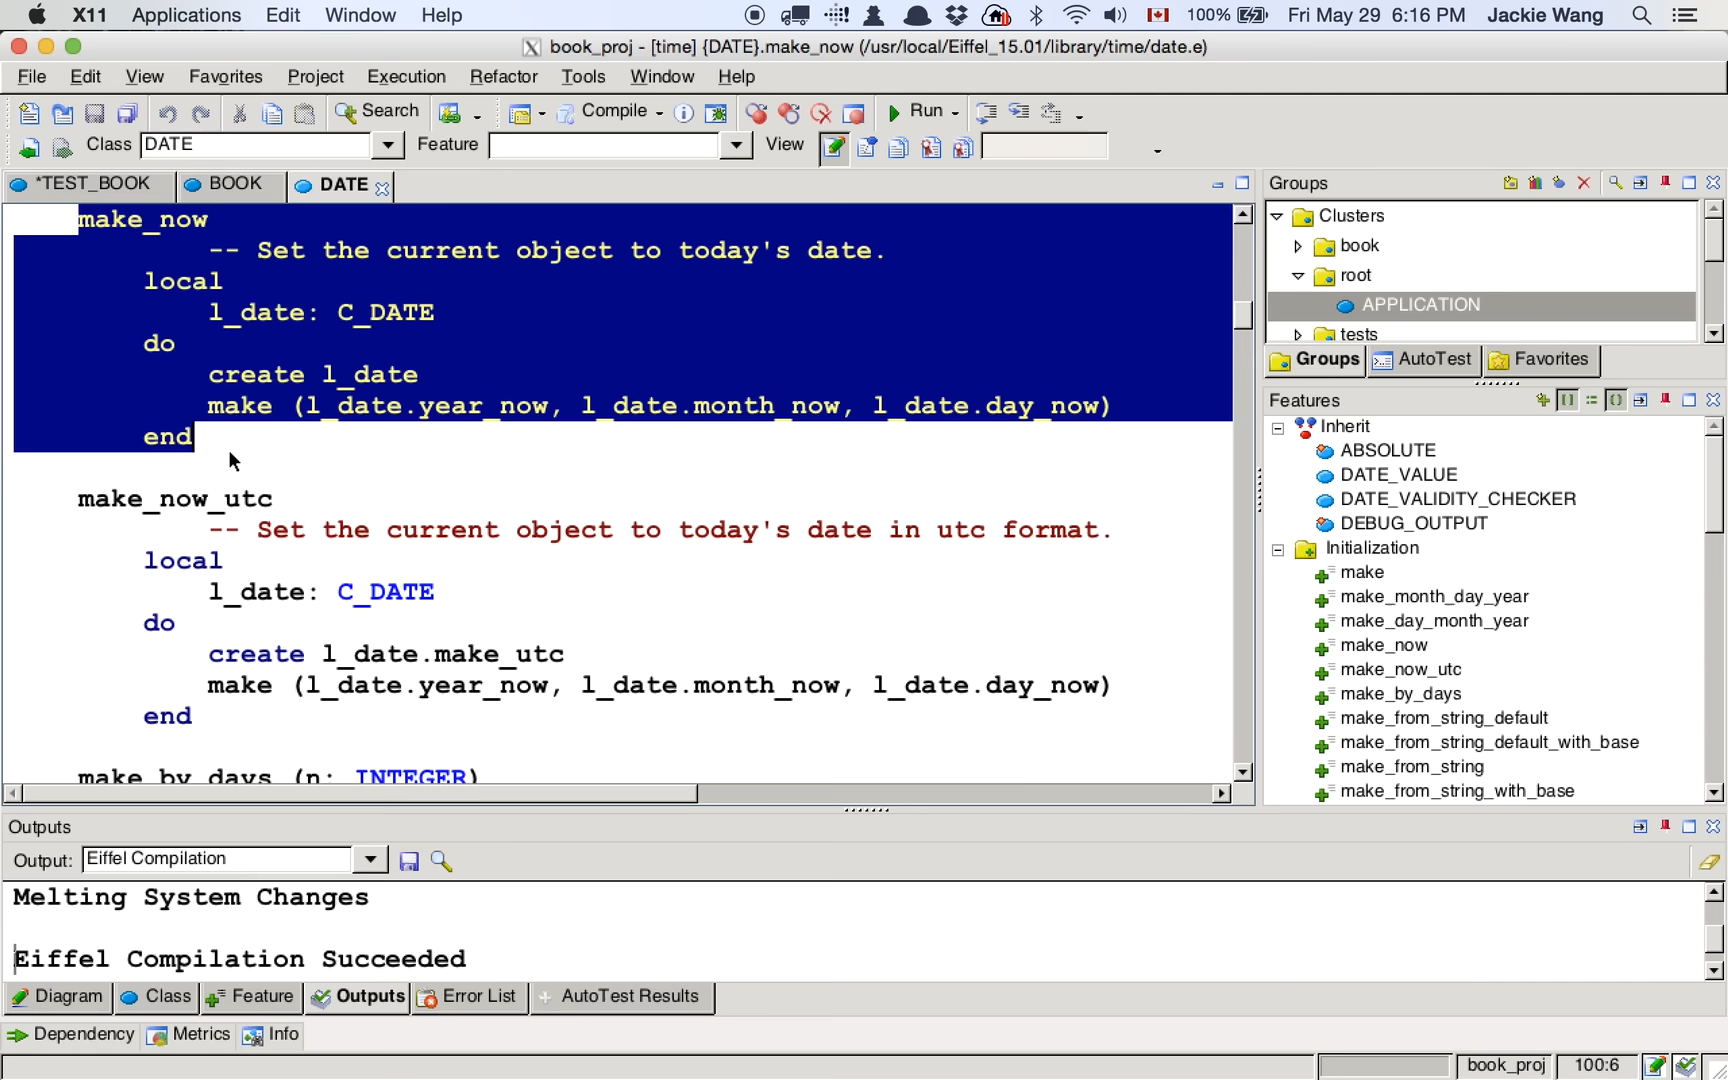 X11 Applications Edit Window Help 100% Fri May 29 6:16 PM Jackie Wang
book_proj - [time] {DATE}.make_now (/usr/local/Eiffel_15.01/library/time/date.e)
File Edit View Favorites Project Execution Refactor Tools Window Help
Search Compile Run
Class DATE Feature View
*TEST_BOOK BOOK DATE
make_now
-- Set the current object to today's date.
local
l_date: C_DATE
do
create l_date
make (l_date.year_now, l_date.month_now, l_date.day_now)
end
make_now_utc
-- Set the current object to today's date in utc format.
local
l_date: C_DATE
do
create l_date.make_utc
make (l_date.year_now, l_date.month_now, l_date.day_now)
end
make_by_days (n: INTEGER)
Groups
Clusters
book
root
APPLICATION
tests
Groups AutoTest Favorites
Features
Inherit
ABSOLUTE
DATE_VALUE
DATE_VALIDITY_CHECKER
DEBUG_OUTPUT
Initialization
make
make_month_day_year
make_day_month_year
make_now
make_now_utc
make_by_days
make_from_string_default
make_from_string_default_with_base
make_from_string
make_from_string_with_base
Outputs
Output: Eiffel Compilation
Melting System Changes
Eiffel Compilation Succeeded
Diagram Class Feature Outputs Error List AutoTest Results
Dependency Metrics Info
book_proj 100:6